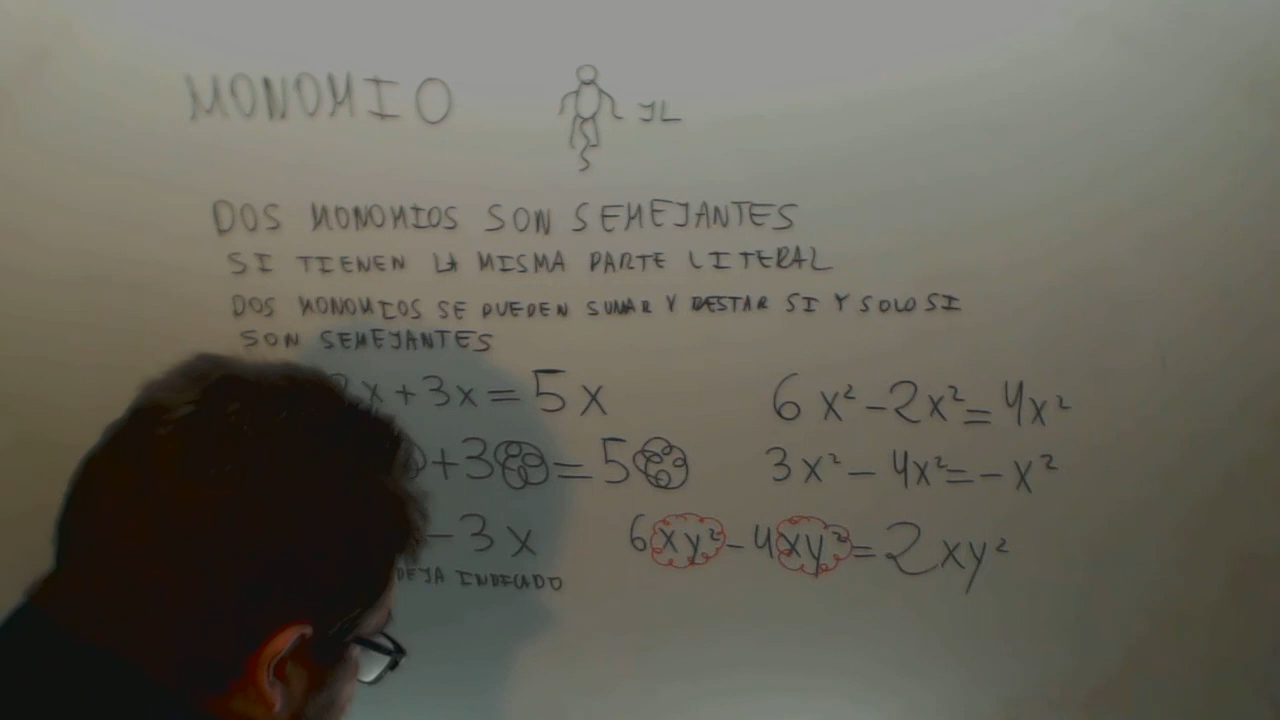 MONOMIO
JL
DOS MONOMIOS SON SEMEJANTES
SI TIENEN LA MISMA PARTE LITERAL
DOS MONOMIOS SE PUEDEN SUMAR Y RESTAR SI Y SOLO SI
SON SEMEJANTES
2x + 3x = 5x
6x² - 2x² = 4x²
+ 3 = 5
3x² - 4x² = -x²
- 3x
6xy² - 4xy² = 2xy²
DEJA INDICADO